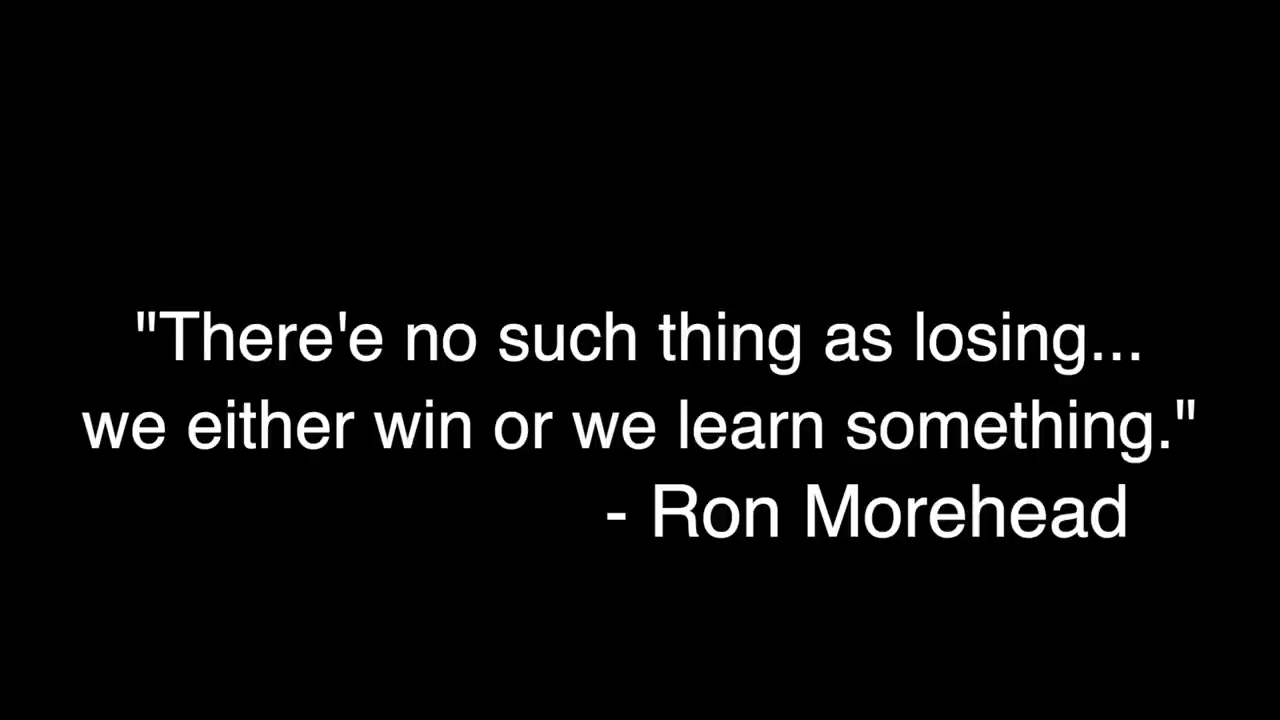 "There'e no such thing as losing...
we either win or we learn something."
- Ron Morehead